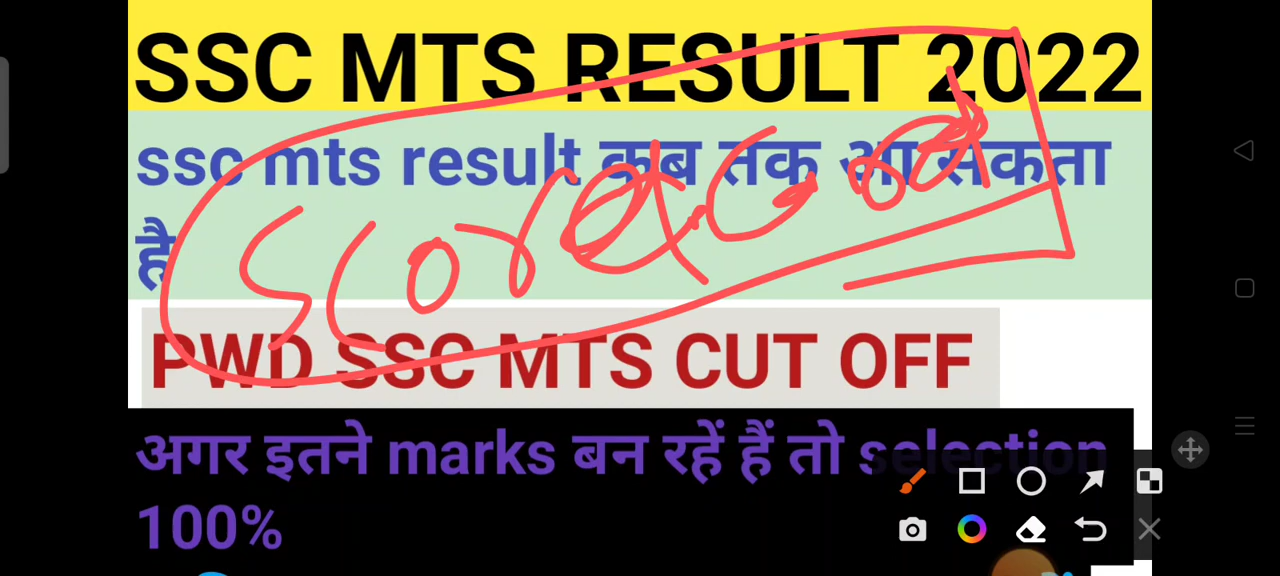 SSC MTS RESULT 2022
ssc mts result कब तक आ सकता
है
PWD SSC MTS CUT OFF
अगर इतने marks बन रहें हैं तो selection
100%